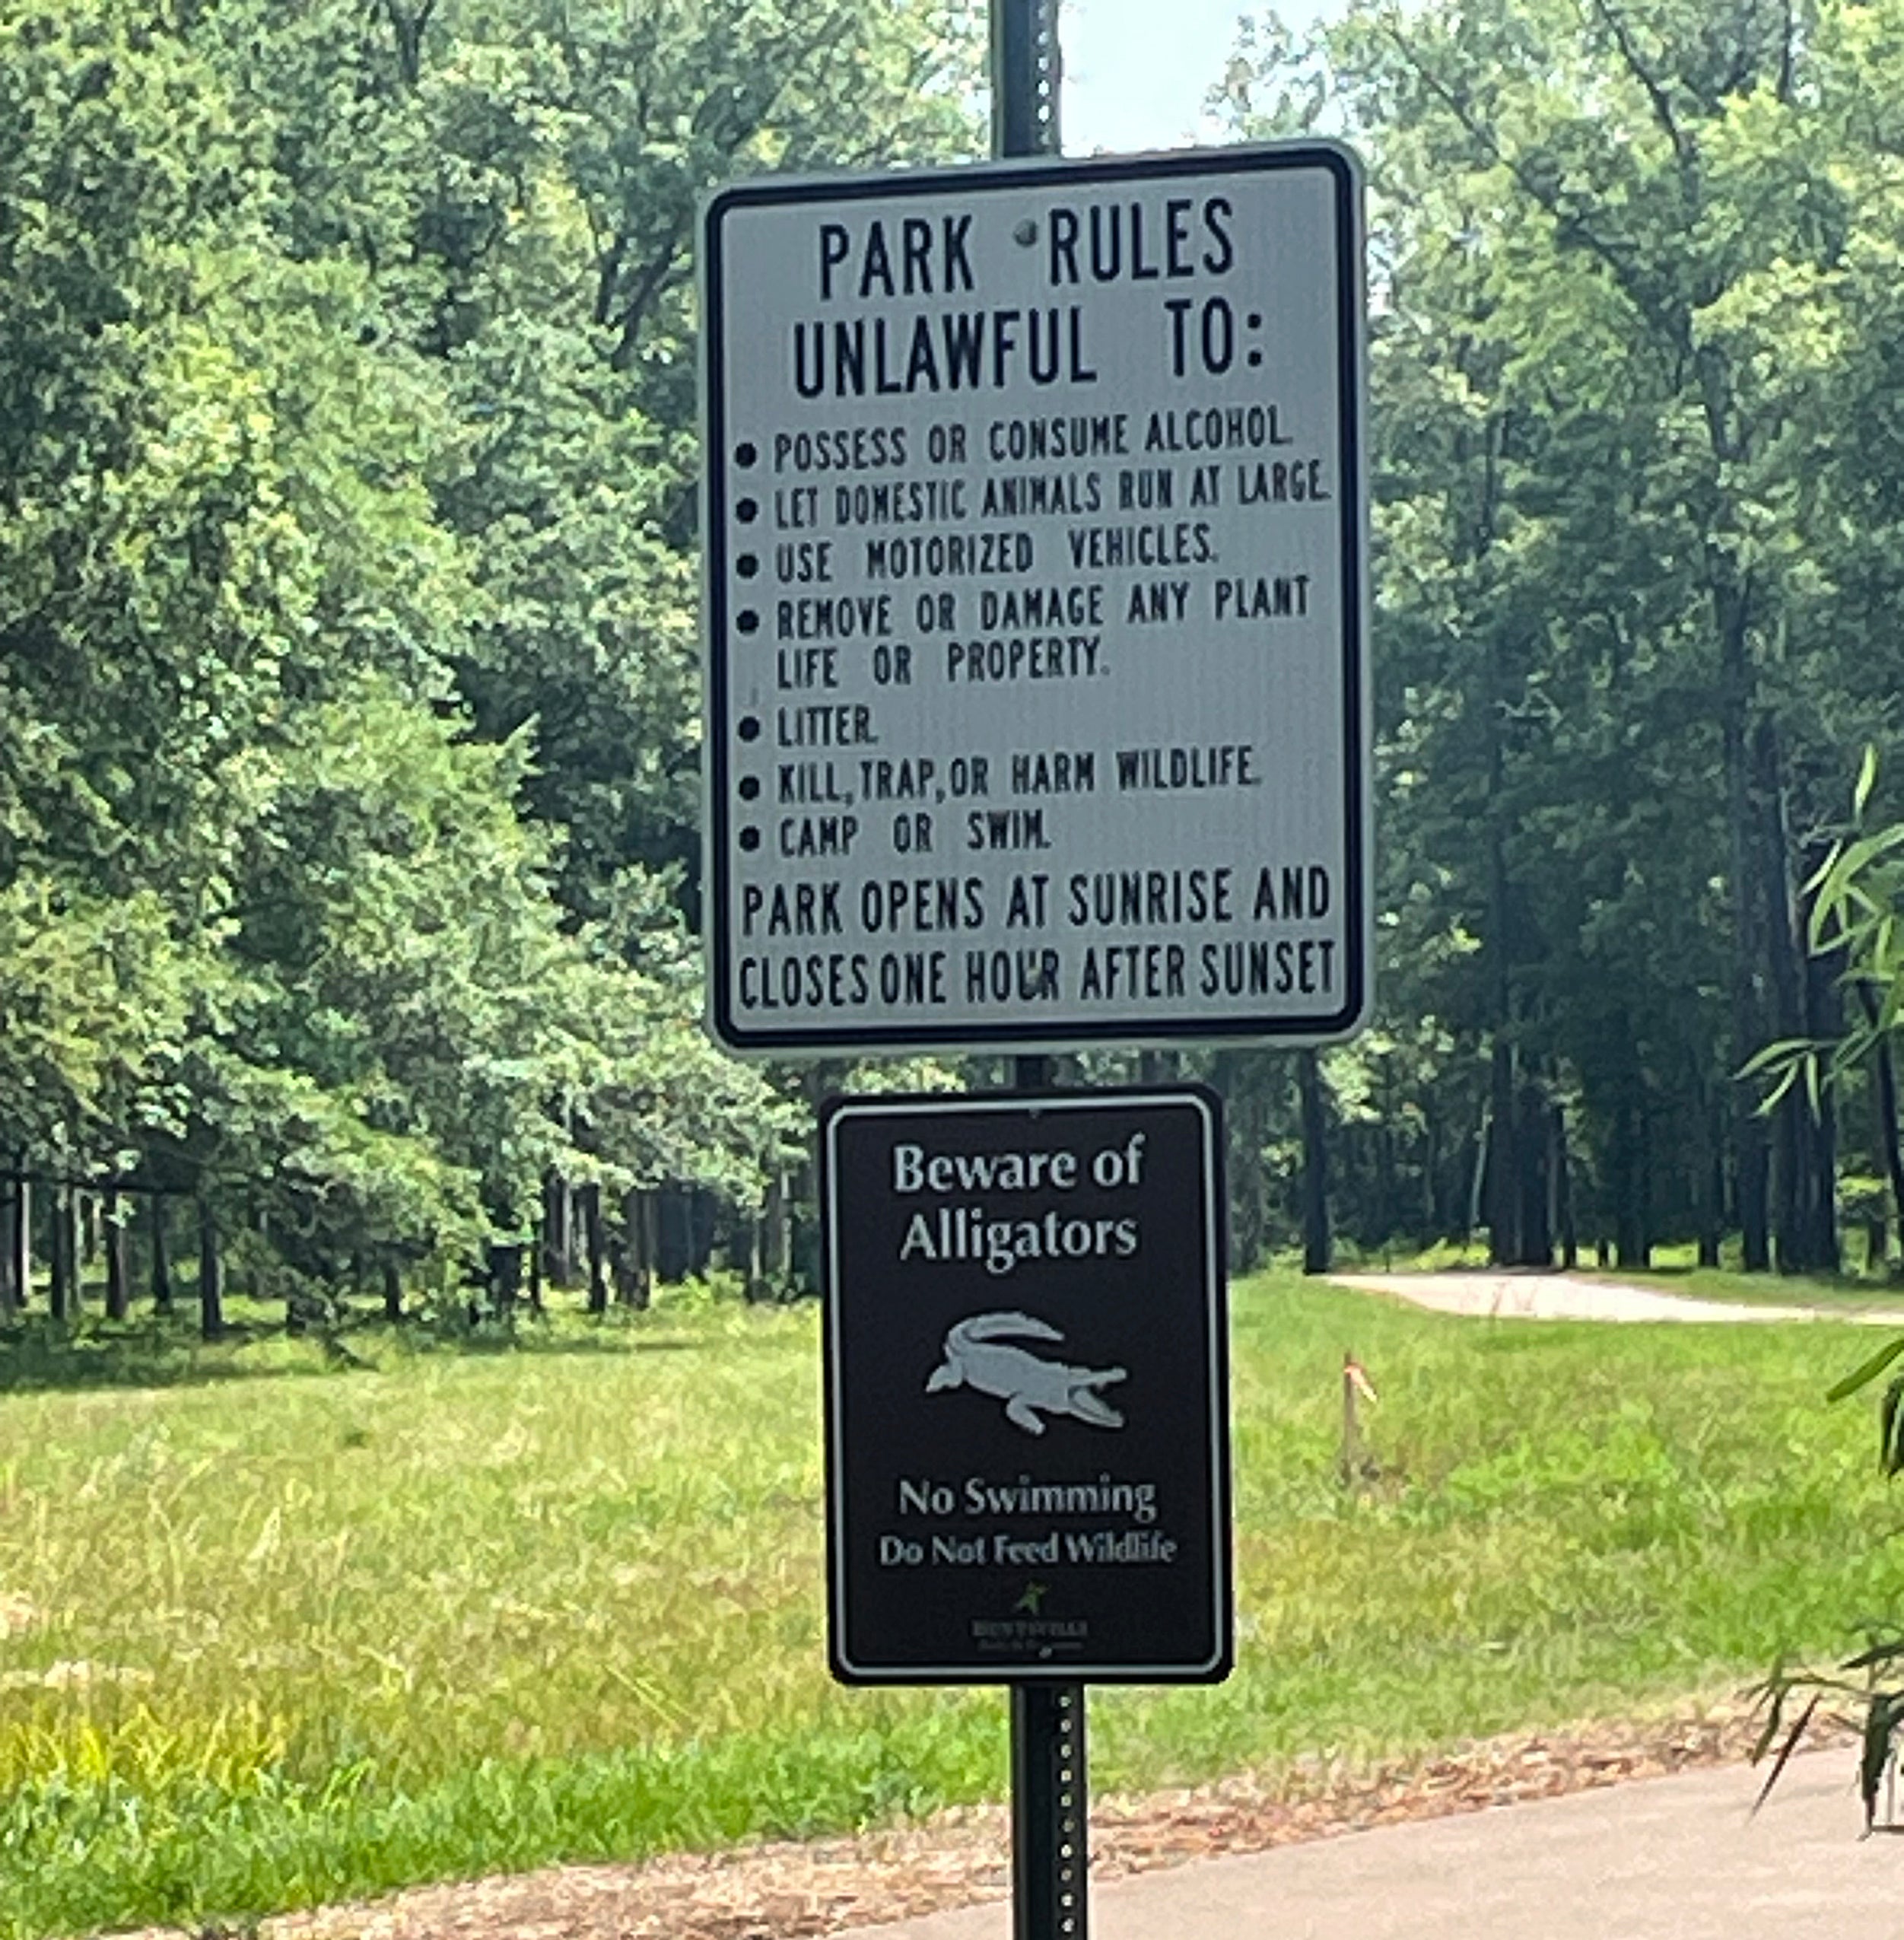 PARK RULES
UNLAWFUL TO:
● POSSESS OR CONSUME ALCOHOL.
● LET DOMESTIC ANIMALS RUN AT LARGE.
● USE MOTORIZED VEHICLES.
● REMOVE OR DAMAGE ANY PLANT
LIFE OR PROPERTY.
● LITTER.
● KILL, TRAP, OR HARM WILDLIFE.
● CAMP OR SWIM.
PARK OPENS AT SUNRISE AND
CLOSES ONE HOUR AFTER SUNSET
Beware of
Alligators
No Swimming
Do Not Feed Wildlife
HUNTSVILLE